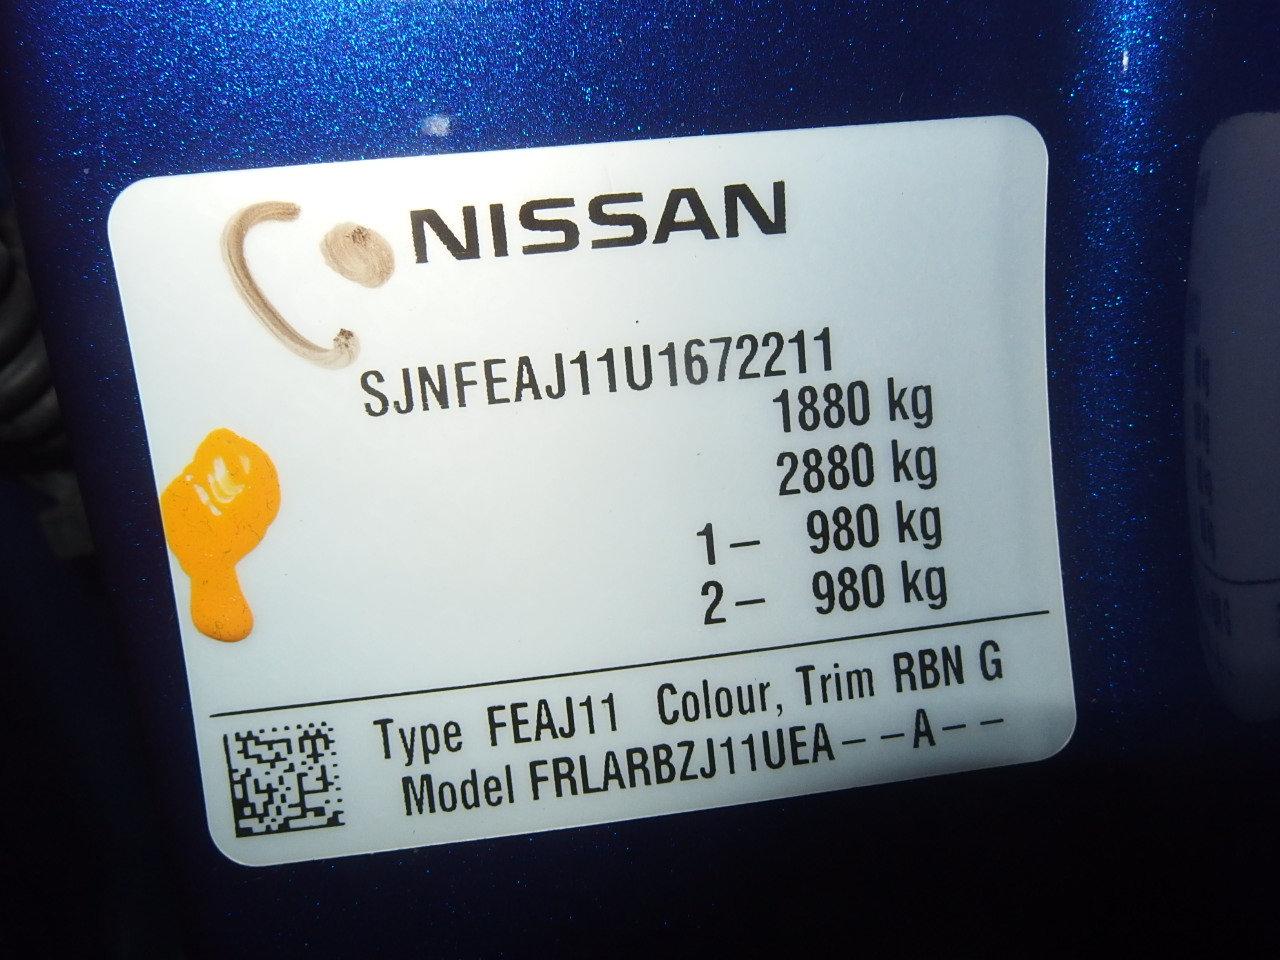 NISSAN
SJNFEAJ11U1672211
1880 kg
2880 kg
1– 980 kg
2– 980 kg
Type FEAJ11 Colour, Trim RBN G
Model FRLARBZJ11UEA––A––